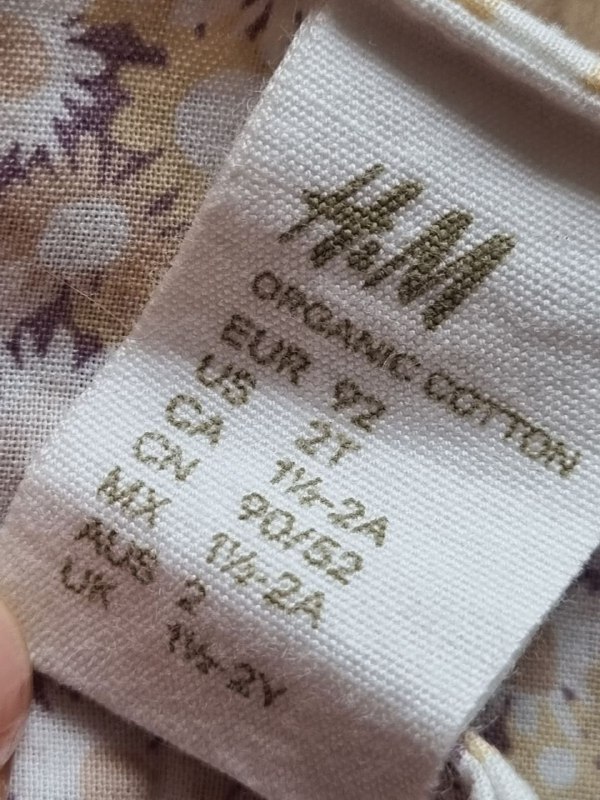 H&M
ORGANIC COTTON
EUR 92
US 2Y
CA 1½-2A
CN 90/52
MX 1½-2A
AUS 2
UK 1½-2Y